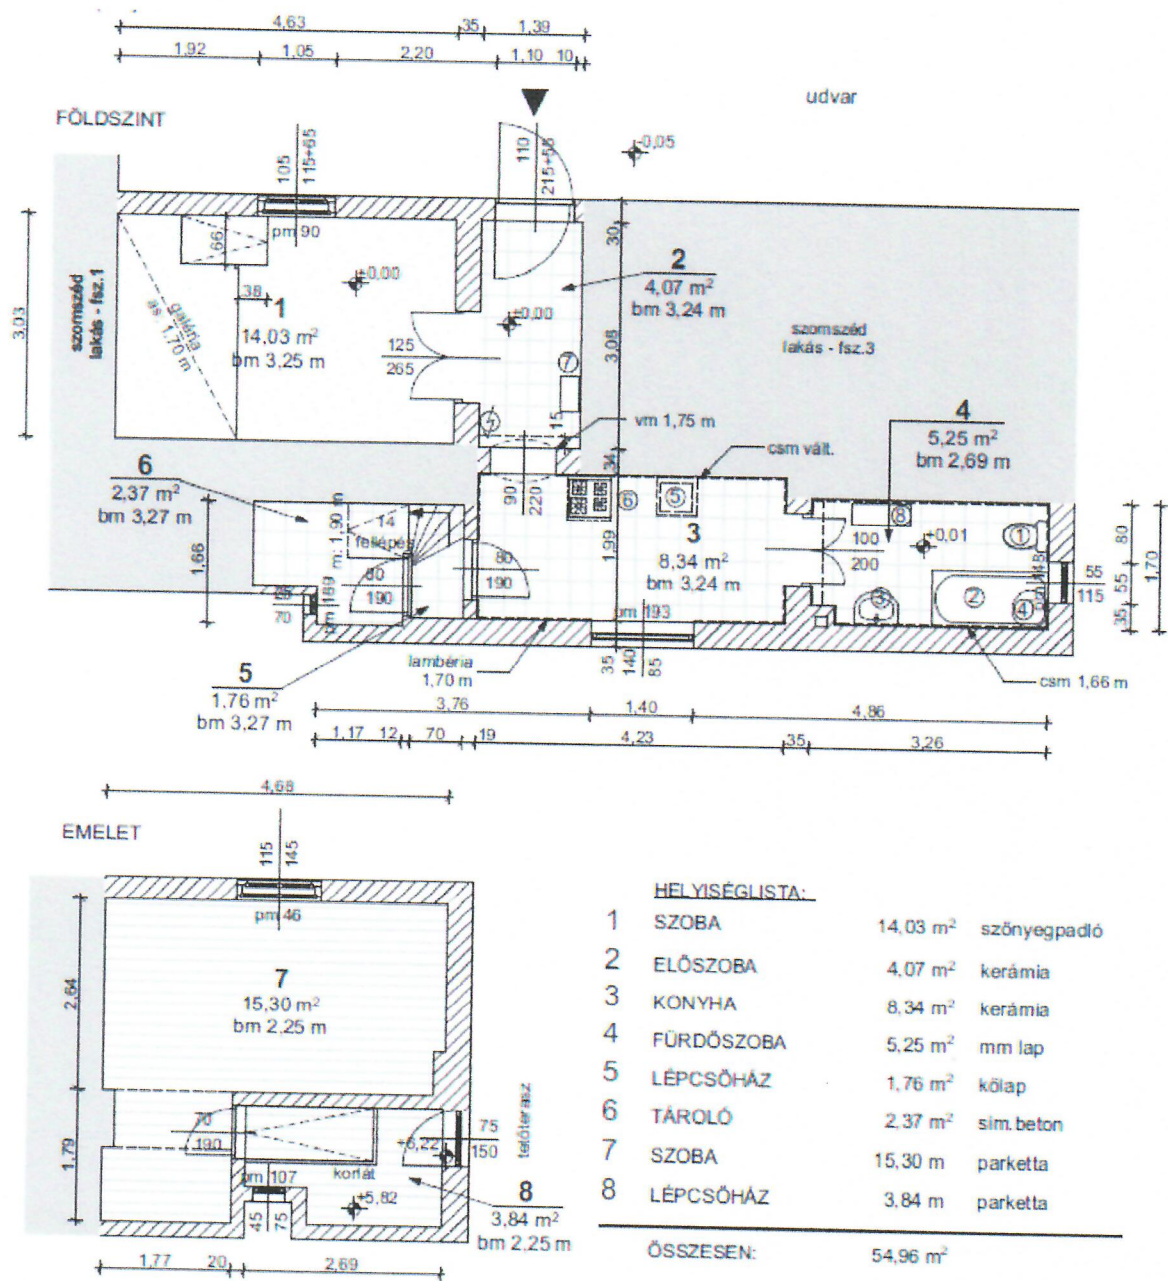 4,63 35 1,39
1,92 1,05 2,20 1,10 10
udvar
FÖLDSZINT
105
115+65
110
-0,05
pm 90
66
30
±0,00
38
1
14,03 m²
bm 3,25 m
galéria
as. 1,70 m
szomszéd
lakás - fsz.1
3,03
125
265
±0,00
2
4,07 m²
bm 3,24 m
3,08
szomszéd
lakás - fsz.3
7
15
vm 1,75 m
34
csm vált.
4
5,25 m²
bm 2,69 m
6
2,37 m²
bm 3,27 m
1,66
m: 1,90 m
14
fellépés
80
190
pm 189
70
90
220
6
5
80
190
1,99
3
8,34 m²
bm 3,24 m
pm 193
100
200
8
+0,01
1
2
3
4
55
115
80
55
35
1,70
lambéria
1,70 m
35
140
85
csm 1,66 m
5
1,76 m²
bm 3,27 m
3,76 1,40 4,86
1,17 12 70 19 4,23 35 3,26
4,68
EMELET
115
145
pm 46
2,64
7
15,30 m²
bm 2,25 m
1,79
70
190
+6,22
75
150
tetőterasz
korlát
pm 107
+5,82
45
75
8
3,84 m²
bm 2,25 m
1,77 20 2,69
HELYISÉGLISTA:
1 SZOBA 14,03 m² szőnyegpadló
2 ELŐSZOBA 4,07 m² kerámia
3 KONYHA 8,34 m² kerámia
4 FÜRDŐSZOBA 5,25 m² mm lap
5 LÉPCSŐHÁZ 1,76 m² kőlap
6 TÁROLÓ 2,37 m² sim.beton
7 SZOBA 15,30 m parketta
8 LÉPCSŐHÁZ 3,84 m parketta
ÖSSZESEN: 54,96 m²